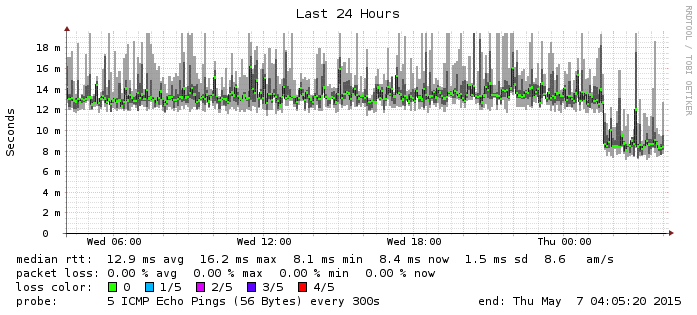 Last 24 Hours
RRDTOOL / TOBI OETIKER
Seconds
18 m
16 m
14 m
12 m
10 m
8 m
6 m
4 m
2 m
0
Wed 06:00 Wed 12:00 Wed 18:00 Thu 00:00
median rtt: 12.9 ms avg 16.2 ms max 8.1 ms min 8.4 ms now 1.5 ms sd 8.6 am/s
packet loss: 0.00 % avg 0.00 % max 0.00 % min 0.00 % now
loss color: 0 1/5 2/5 3/5 4/5
probe: 5 ICMP Echo Pings (56 Bytes) every 300s end: Thu May 7 04:05:20 2015